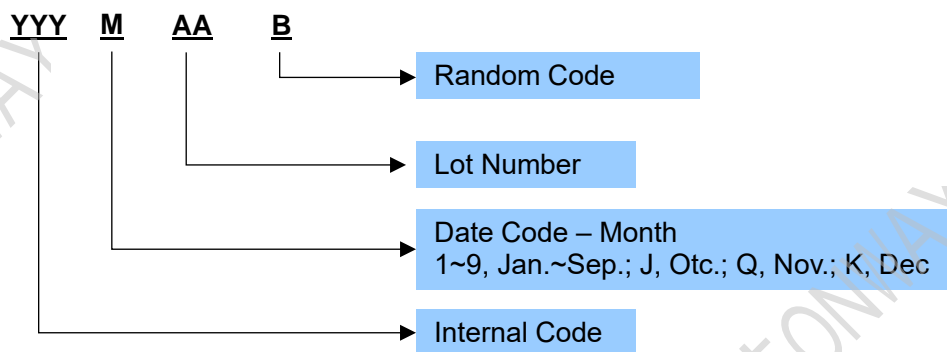 YYY M AA B
Random Code
Lot Number
Date Code – Month
1~9, Jan.~Sep.; J, Otc.; Q, Nov.; K, Dec
Internal Code